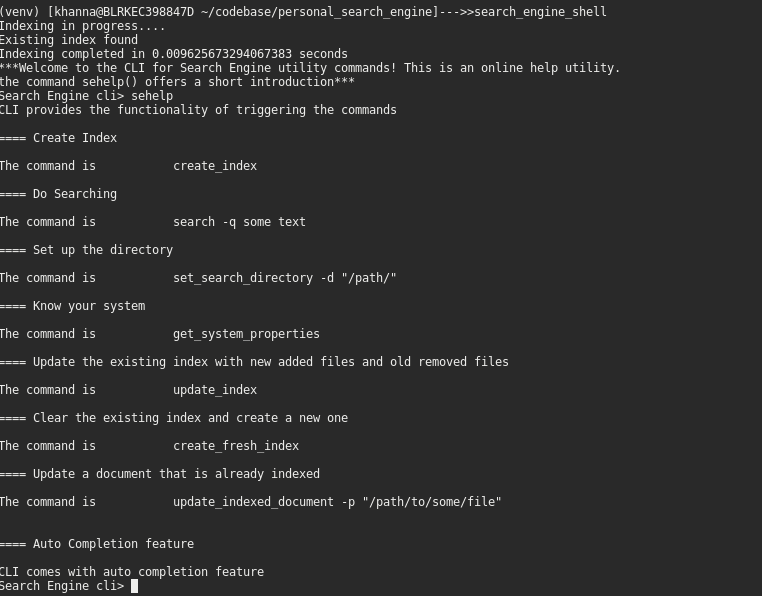 (venv) [khanna@BLRKEC398847D ~/codebase/personal_search_engine]--->>search_engine_shell
Indexing in progress....
Existing index found
Indexing completed in 0.009625673294067383 seconds
***Welcome to the CLI for Search Engine utility commands! This is an online help utility.
the command sehelp() offers a short introduction***
Search Engine cli> sehelp
CLI provides the functionality of triggering the commands
==== Create Index
The command is           create_index
==== Do Searching
The command is           search -q some text
==== Set up the directory
The command is           set_search_directory -d "/path/"
==== Know your system
The command is           get_system_properties
==== Update the existing index with new added files and old removed files
The command is           update_index
==== Clear the existing index and create a new one
The command is           create_fresh_index
==== Update a document that is already indexed
The command is           update_indexed_document -p "/path/to/some/file"
==== Auto Completion feature
CLI comes with auto completion feature
Search Engine cli>